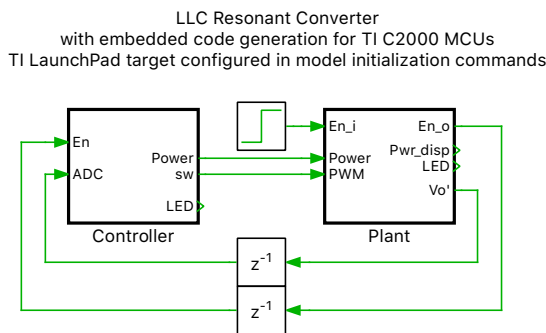 LLC Resonant Converter
with embedded code generation for TI C2000 MCUs
TI LaunchPad target configured in model initialization commands
En
ADC
Power
sw
LED
Controller
En_i
Power
PWM
En_o
Pwr_disp
LED
Vo'
Plant
z-1
z-1